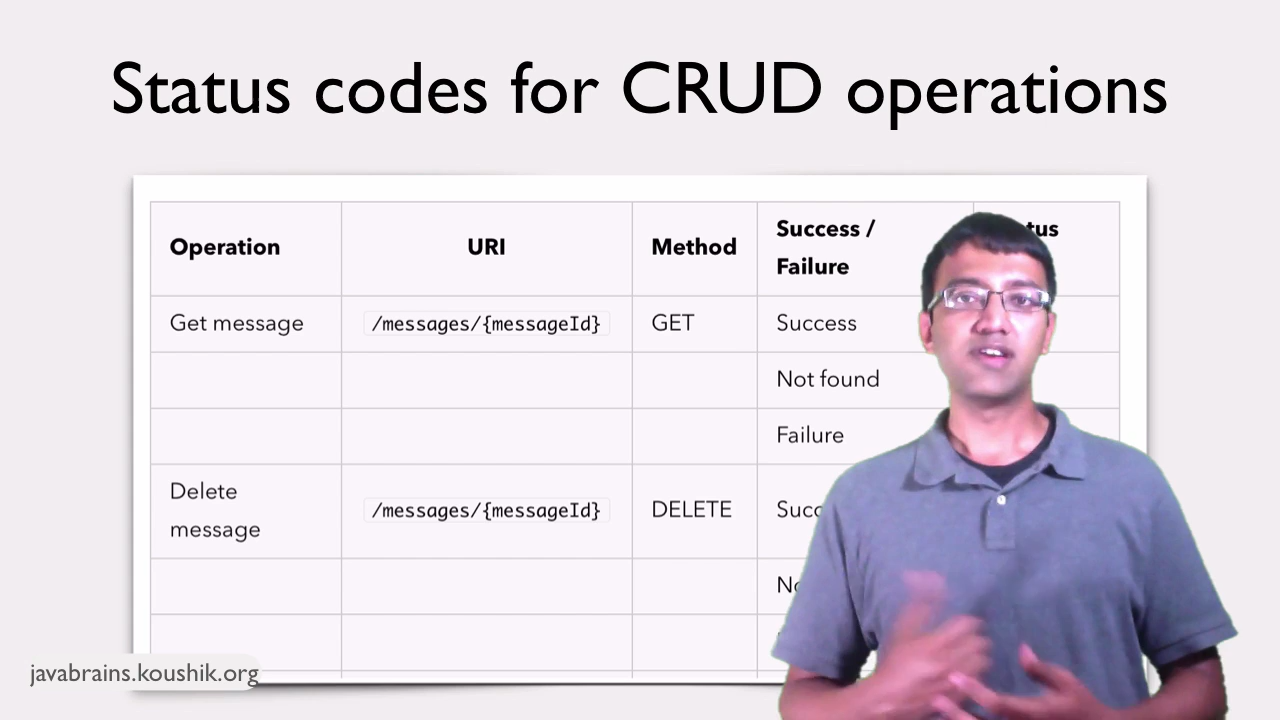 Status codes for CRUD operations
Operation URI Method Success /
Failure
Get message /messages/{messageId} GET Success
Not found
Failure
Delete
message /messages/{messageId} DELETE
javabrains.koushik.org